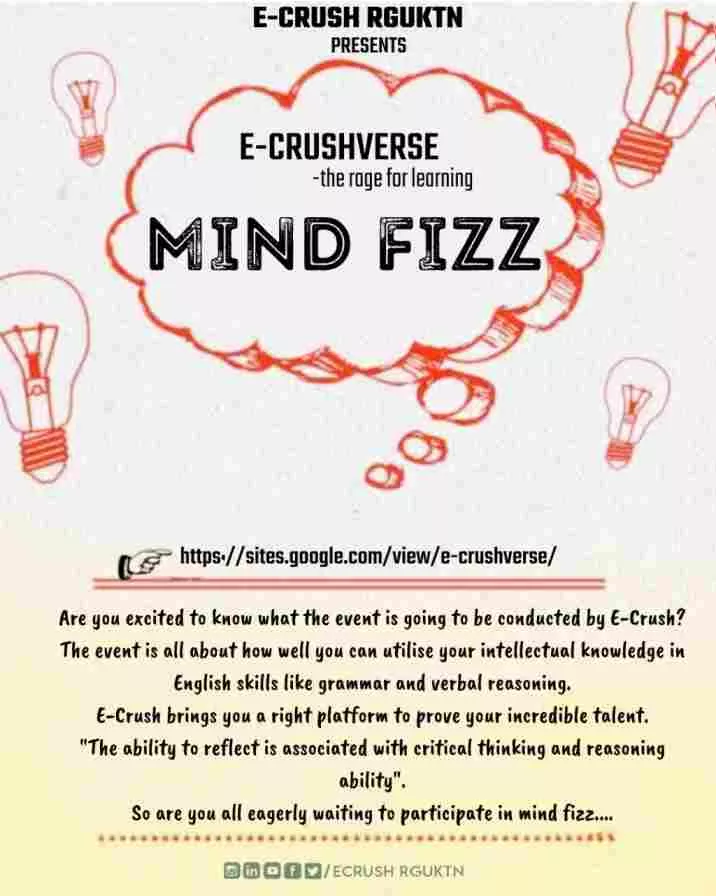 E-CRUSH RGUKTN
PRESENTS
E-CRUSHVERSE
-the rage for learning
MIND FIZZ
https://sites.google.com/view/e-crushverse/
Are you excited to know what the event is going to be conducted by E-Crush?
The event is all about how well you can utilise your intellectual knowledge in
English skills like grammar and verbal reasoning.
E-Crush brings you a right platform to prove your incredible talent.
"The ability to reflect is associated with critical thinking and reasoning
ability".
So are you all eagerly waiting to participate in mind fizz....
/ECRUSH RGUKTN